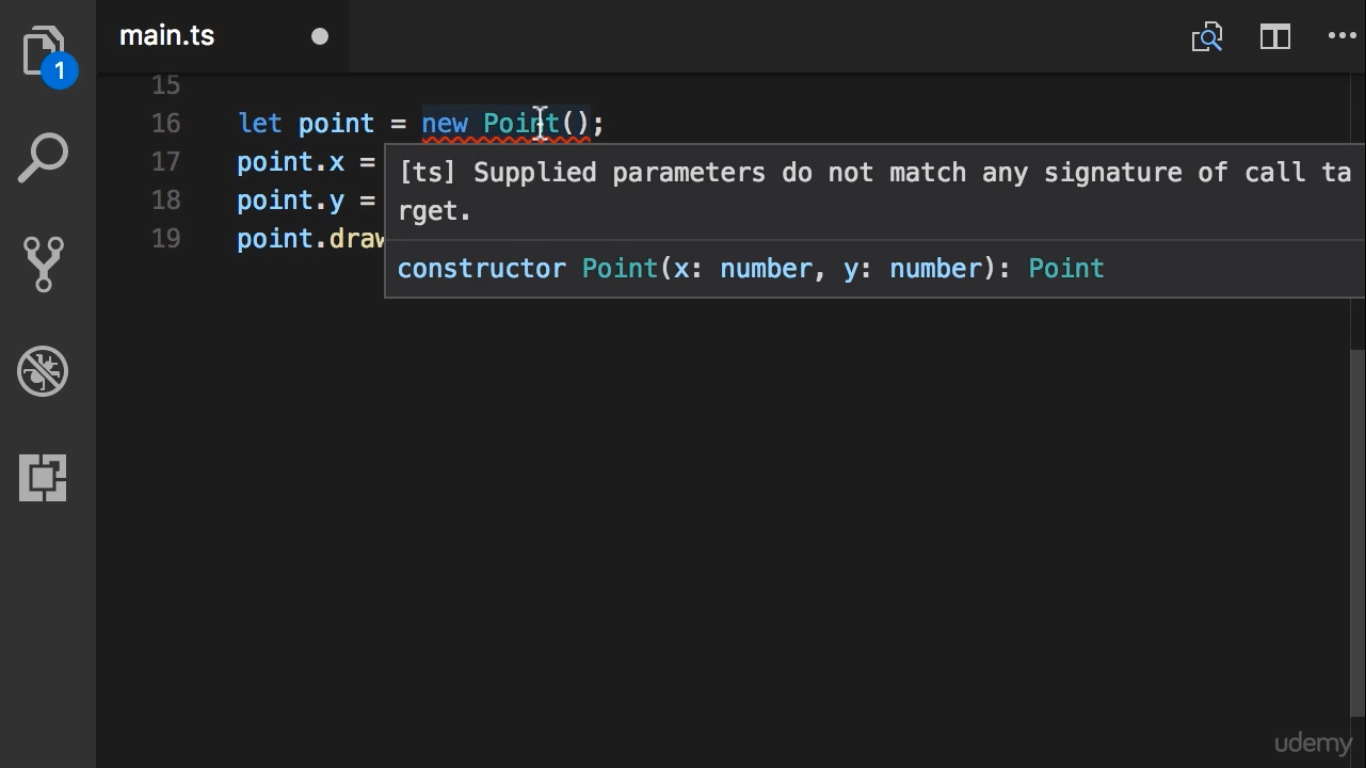 main.ts
1
15
16 let point = new Point();
17 point.x =
18 point.y =
19 point.draw
[ts] Supplied parameters do not match any signature of call ta
rget.
constructor Point(x: number, y: number): Point
udemy